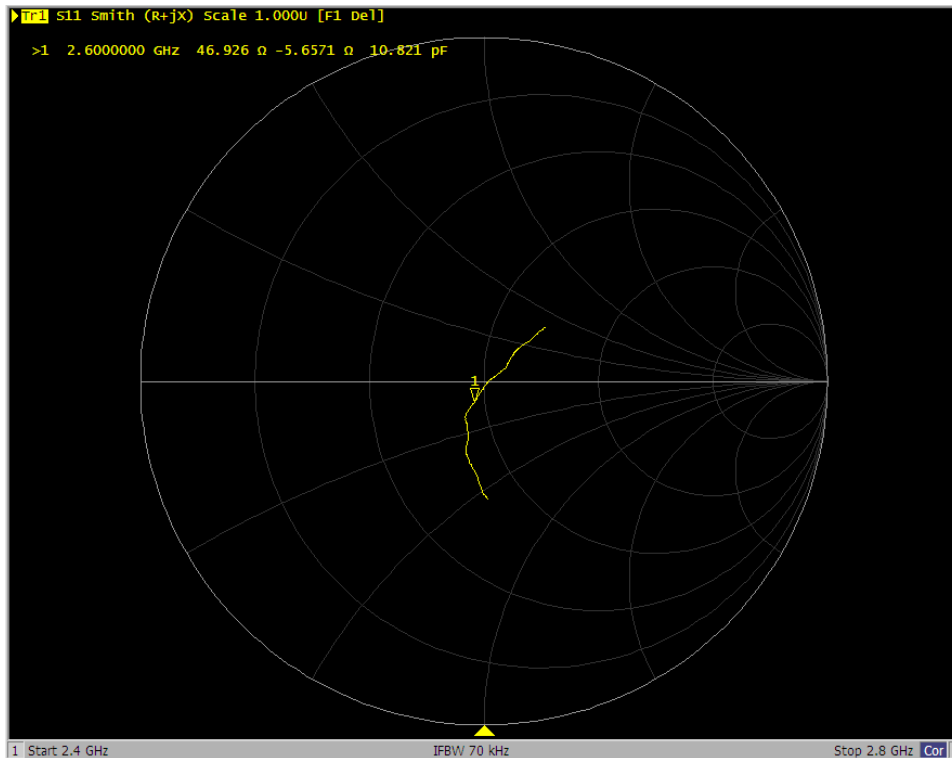 Tr1 S11 Smith (R+jX) Scale 1.000U [F1 Del]
>1 2.6000000 GHz 46.926 Ω -5.6571 Ω 10.821 pF
1
1 Start 2.4 GHz IFBW 70 kHz Stop 2.8 GHz Cor